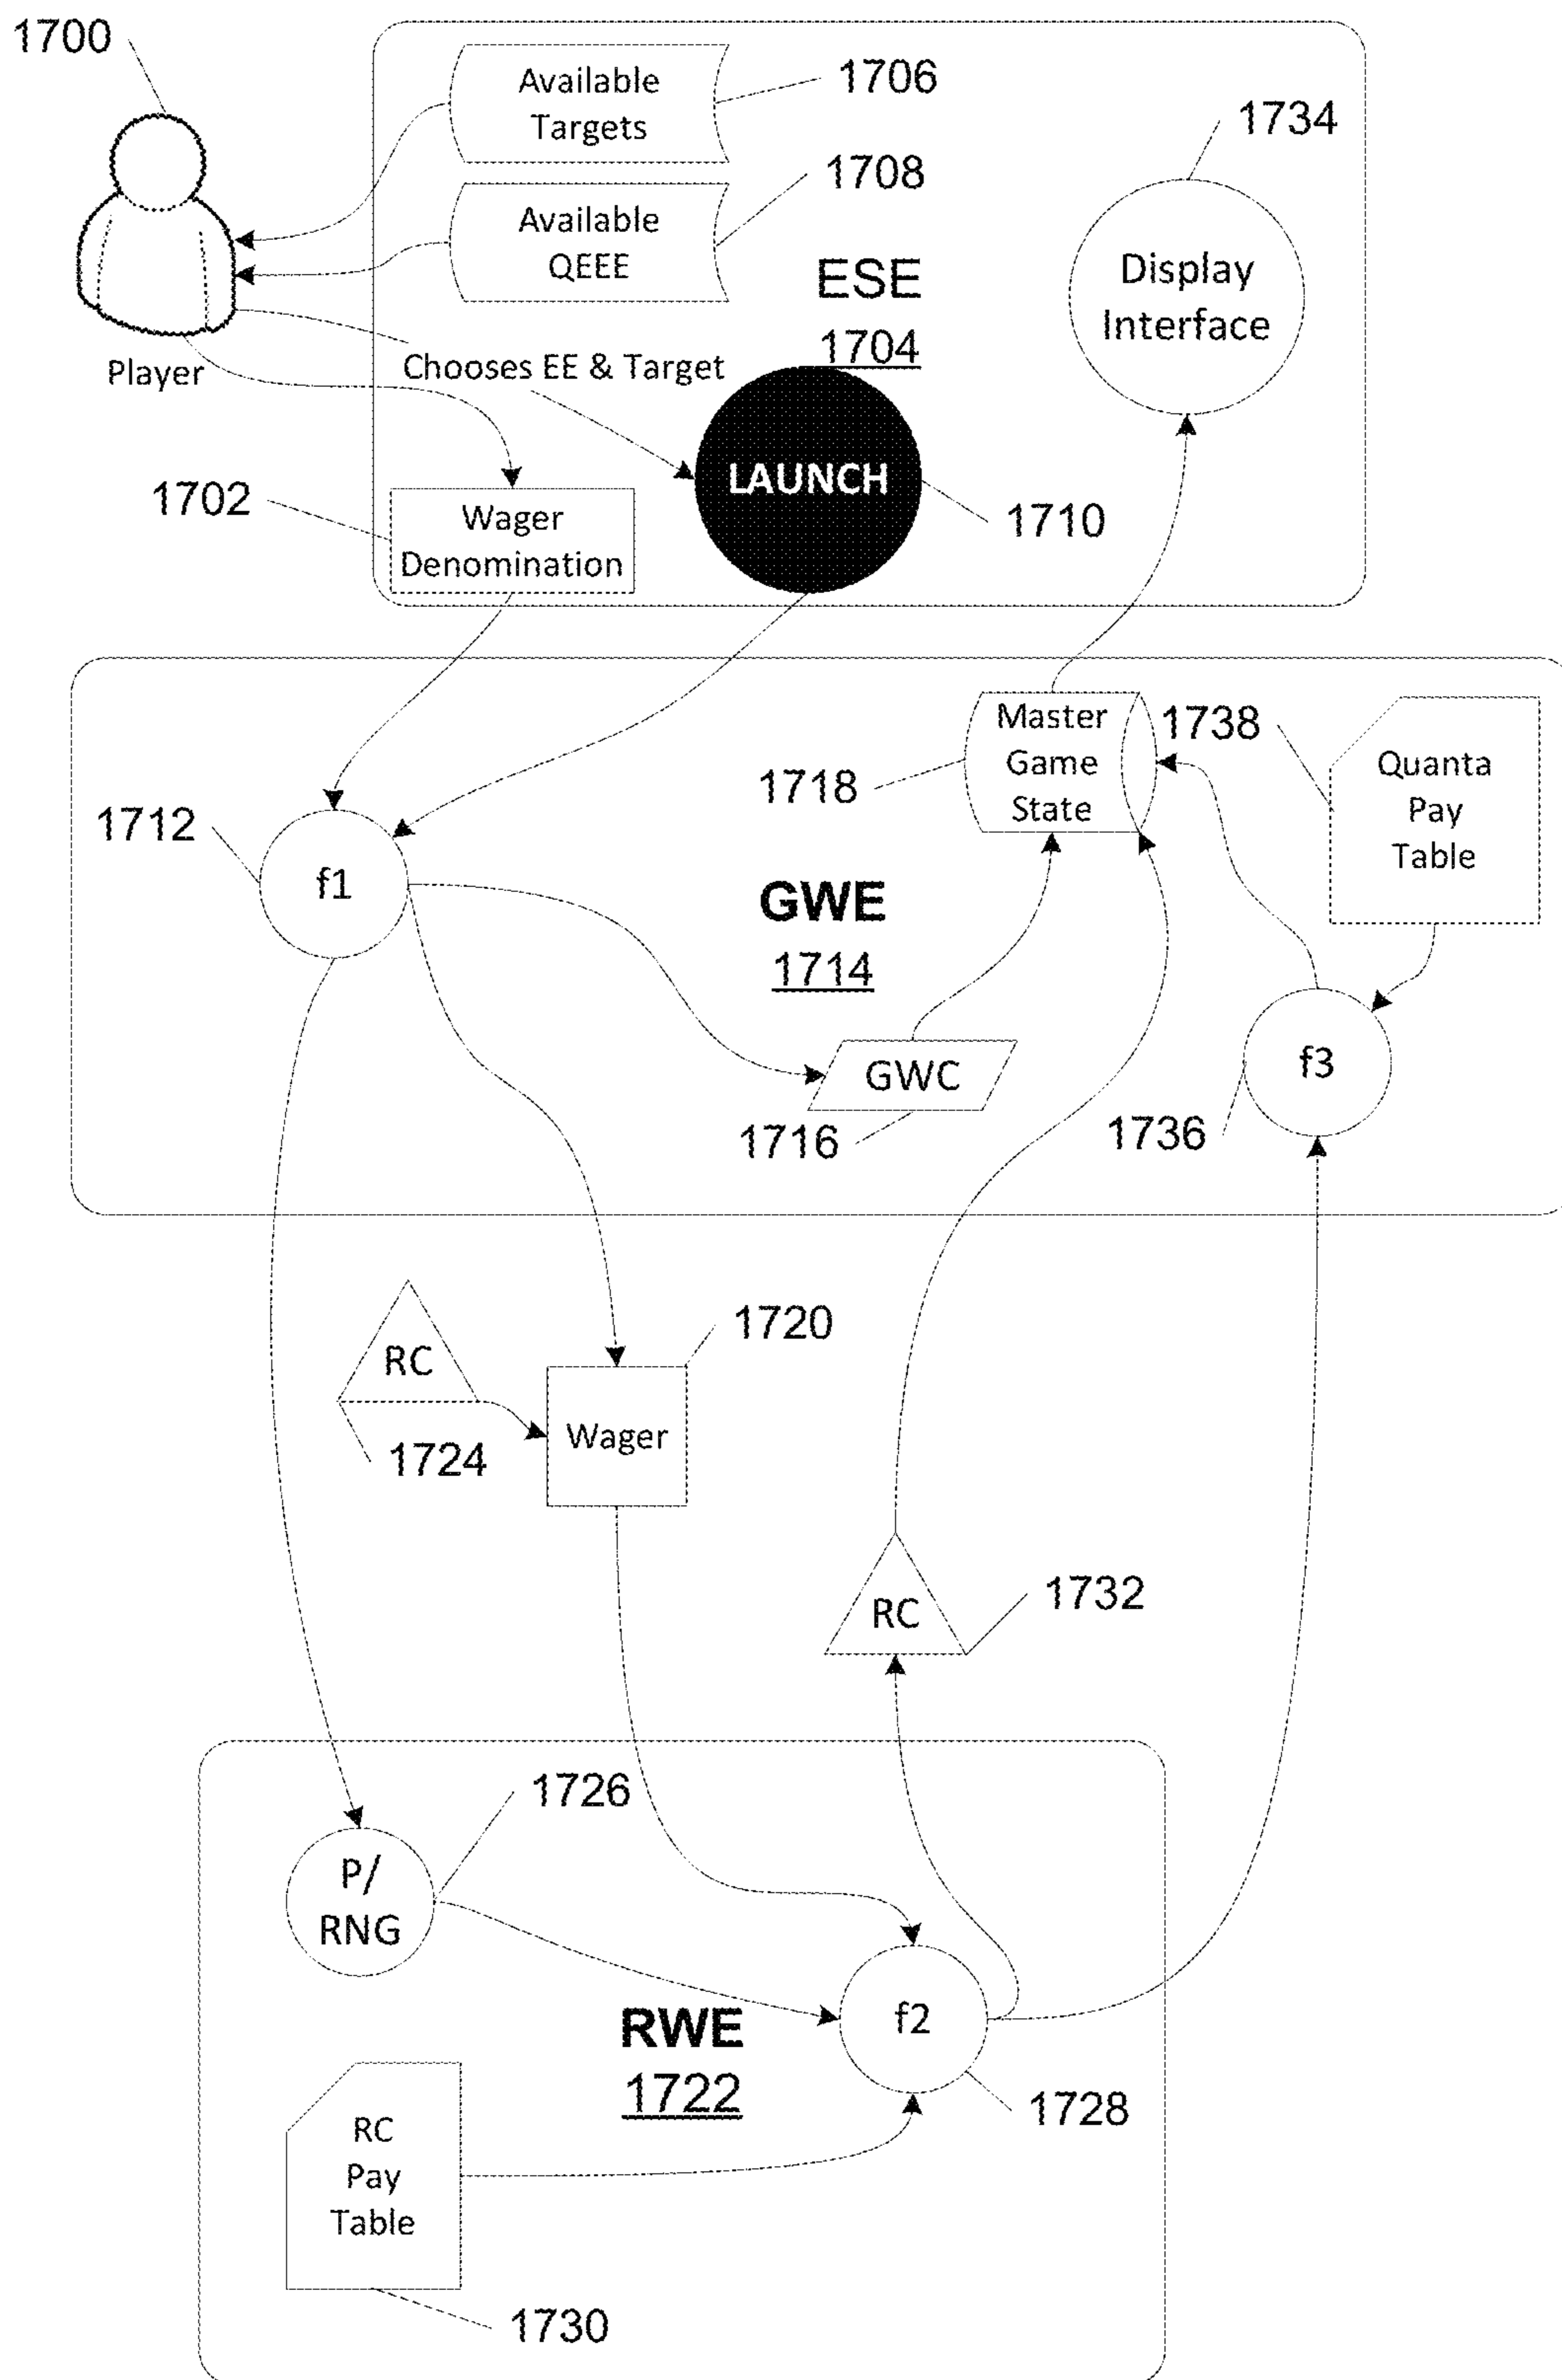 1700
Available
Targets
1706
1734
Available
QEEE
1708
ESE
1704
Display
Interface
Player
Chooses EE & Target
LAUNCH
1702
Wager
Denomination
1710
Master
Game
State
1718
1738
Quanta
Pay
Table
1712
f1
GWE
1714
GWC
1716
f3
1736
RC
1724
1720
Wager
RC
1732
1726
P/
RNG
RWE
1722
f2
1728
RC
Pay
Table
1730